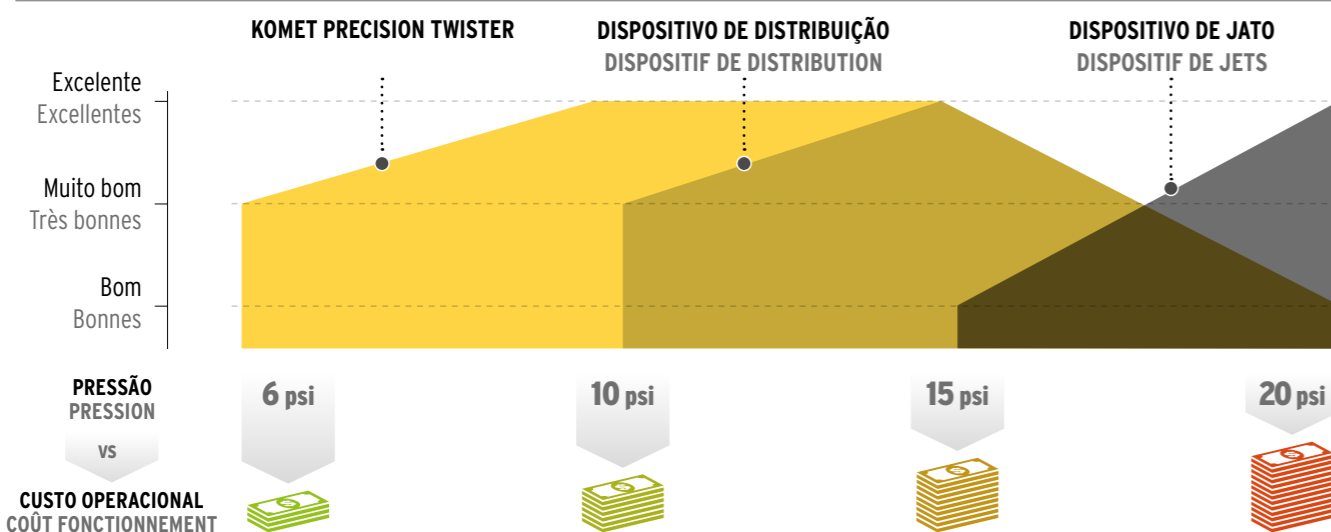 KOMET PRECISION TWISTER
DISPOSITIVO DE DISTRIBUIÇÃO
DISPOSITIF DE DISTRIBUTION
DISPOSITIVO DE JATO
DISPOSITIF DE JETS
Excelente
Excellentes
Muito bom
Très bonnes
Bom
Bonnes
PRESSÃO
PRESSION
vs
CUSTO OPERACIONAL
COÛT FONCTIONNEMENT
6 psi
10 psi
15 psi
20 psi